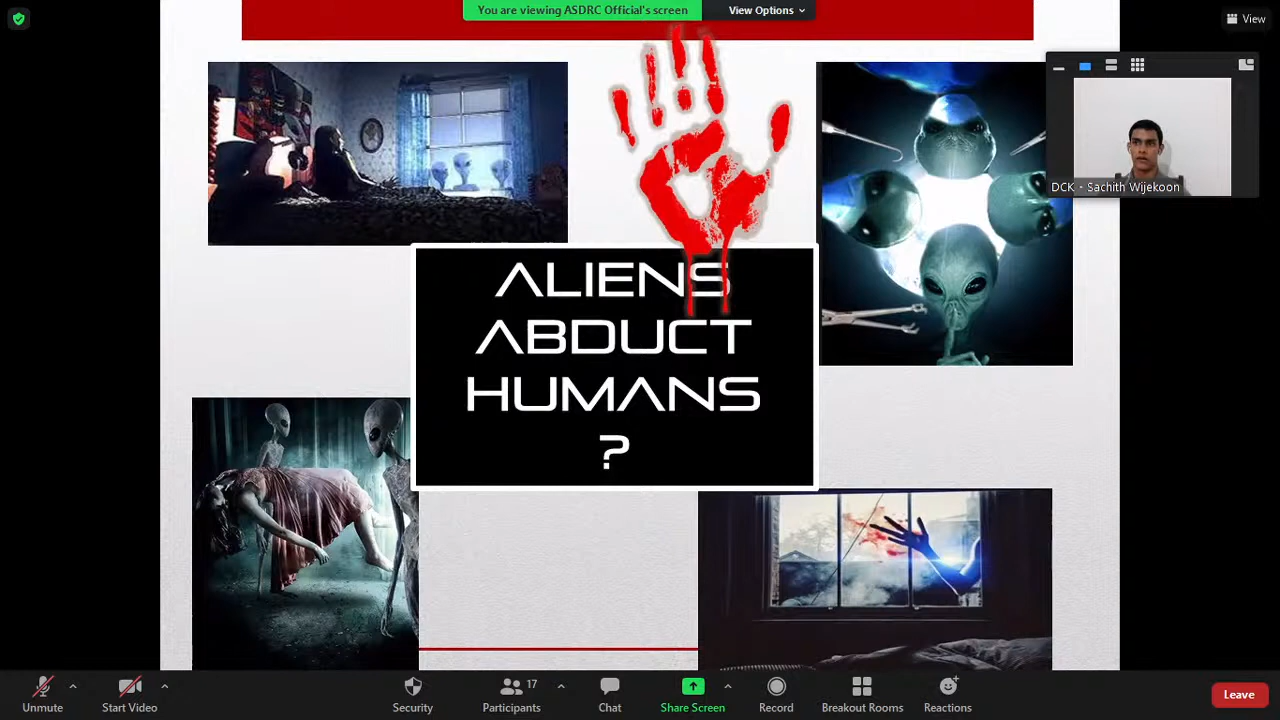 You are viewing ASDRC Official's screen
View Options
View
DCK - Sachith Wijekoon
ALIENS
ABDUCT
HUMANS
?
Unmute
Start Video
Security
17
Participants
Chat
Share Screen
Record
Breakout Rooms
Reactions
Leave